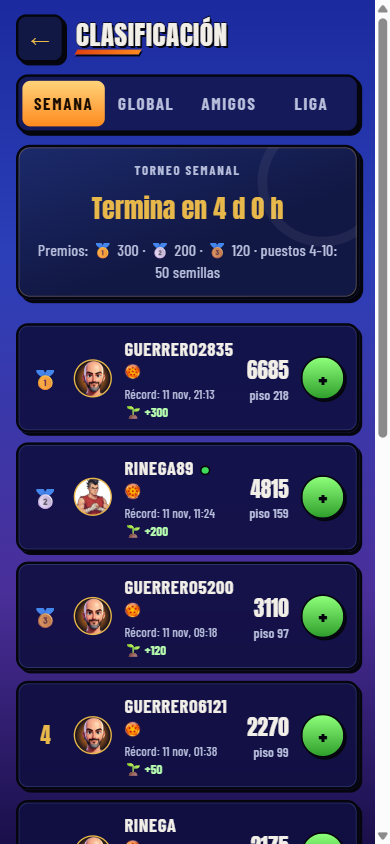 ←
CLASIFICACIÓN
SEMANA GLOBAL AMIGOS LIGA
TORNEO SEMANAL
Termina en 4 d 0 h
Premios: 🥇 300 · 🥈 200 · 🥉 120 · puestos 4-10:
50 semillas
1
GUERRERO2835
Récord: 11 nov, 21:13
+300
6685
piso 218
+
2
RINEGA89
Récord: 11 nov, 11:24
+200
4815
piso 159
+
3
GUERRERO5200
Récord: 11 nov, 09:18
+120
3110
piso 97
+
4
GUERRERO6121
Récord: 11 nov, 01:38
+50
2270
piso 99
+
RINEGA